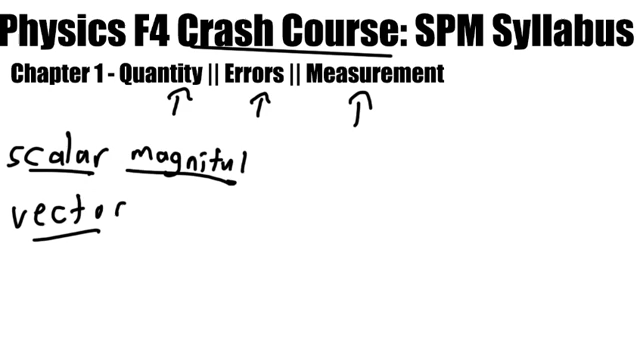 Physics F4 Crash Course: SPM Syllabus
Chapter 1 - Quantity || Errors || Measurement
scalar magnitul
vector